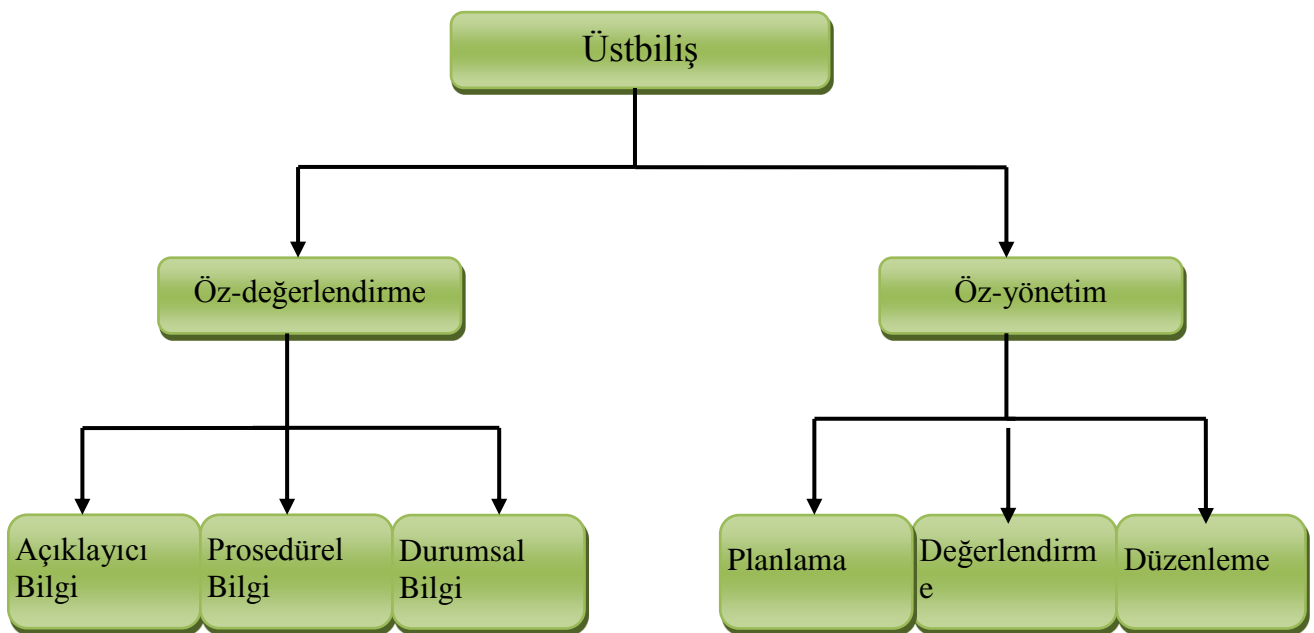 Üstbiliş
Öz-değerlendirme
Öz-yönetim
Açıklayıcı
Bilgi
Prosedürel
Bilgi
Durumsal
Bilgi
Planlama
Değerlendirm
e
Düzenleme